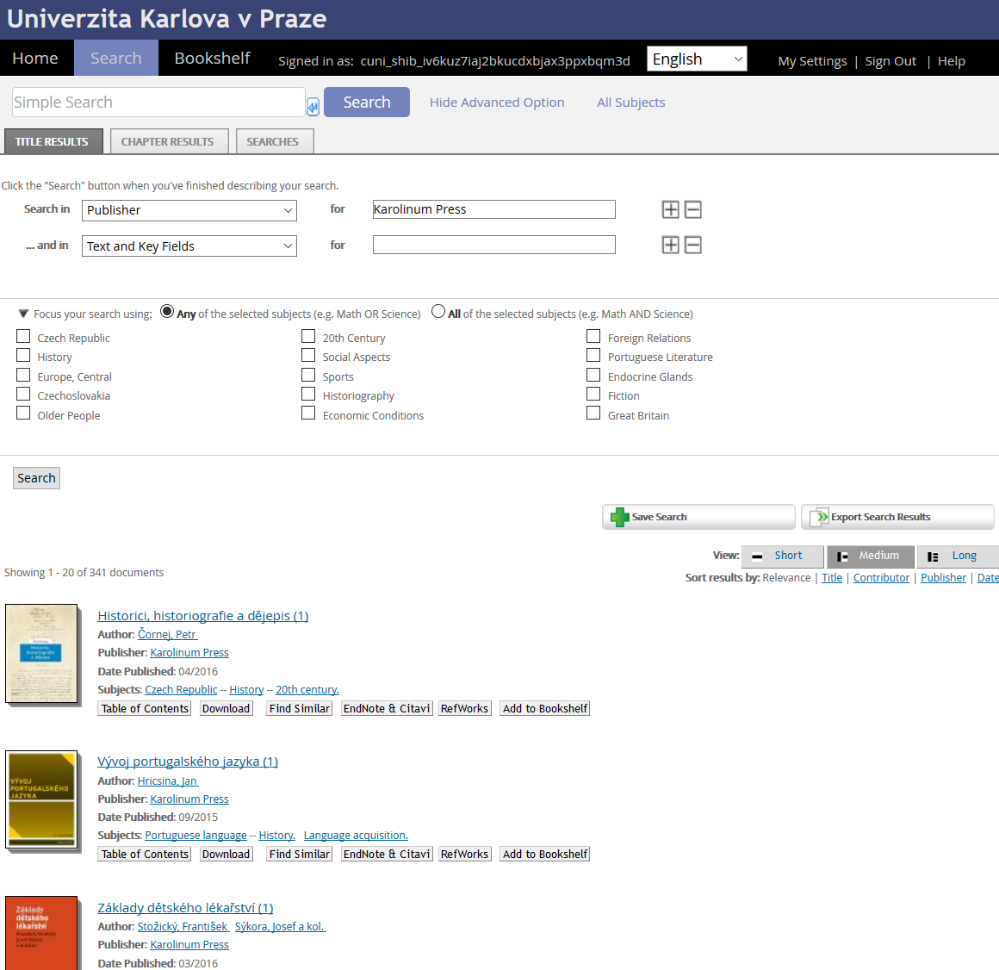 Univerzita Karlova v Praze
Home Search Bookshelf Signed in as: cuni_shib_iv6kuz7iaj2bkucdxbjax3ppxbqm3d English My Settings | Sign Out | Help
Simple Search Search Hide Advanced Option All Subjects
TITLE RESULTS CHAPTER RESULTS SEARCHES
Click the "Search" button when you've finished describing your search.
Search in Publisher for Karolinum Press
... and in Text and Key Fields for
Focus your search using: Any of the selected subjects (e.g. Math OR Science) All of the selected subjects (e.g. Math AND Science)
Czech Republic 20th Century Foreign Relations
History Social Aspects Portuguese Literature
Europe, Central Sports Endocrine Glands
Czechoslovakia Historiography Fiction
Older People Economic Conditions Great Britain
Search
Save Search Export Search Results
View: Short Medium Long
Showing 1 - 20 of 341 documents
Sort results by: Relevance | Title | Contributor | Publisher | Date
Historici, historiografie a dějepis (1)
Author: Čornej, Petr
Publisher: Karolinum Press
Date Published: 04/2016
Subjects: Czech Republic -- History -- 20th century.
Table of Contents Download Find Similar EndNote & Citavi RefWorks Add to Bookshelf
VÝVOJ
PORTUGALSKÉHO
JAZYKA
Vývoj portugalského jazyka (1)
Author: Hricsina, Jan
Publisher: Karolinum Press
Date Published: 09/2015
Subjects: Portuguese language -- History. Language acquisition.
Table of Contents Download Find Similar EndNote & Citavi RefWorks Add to Bookshelf
Základy
dětského
lékařství
Základy dětského lékařství (1)
Author: Stožický, František Sýkora, Josef a kol.
Publisher: Karolinum Press
Date Published: 03/2016